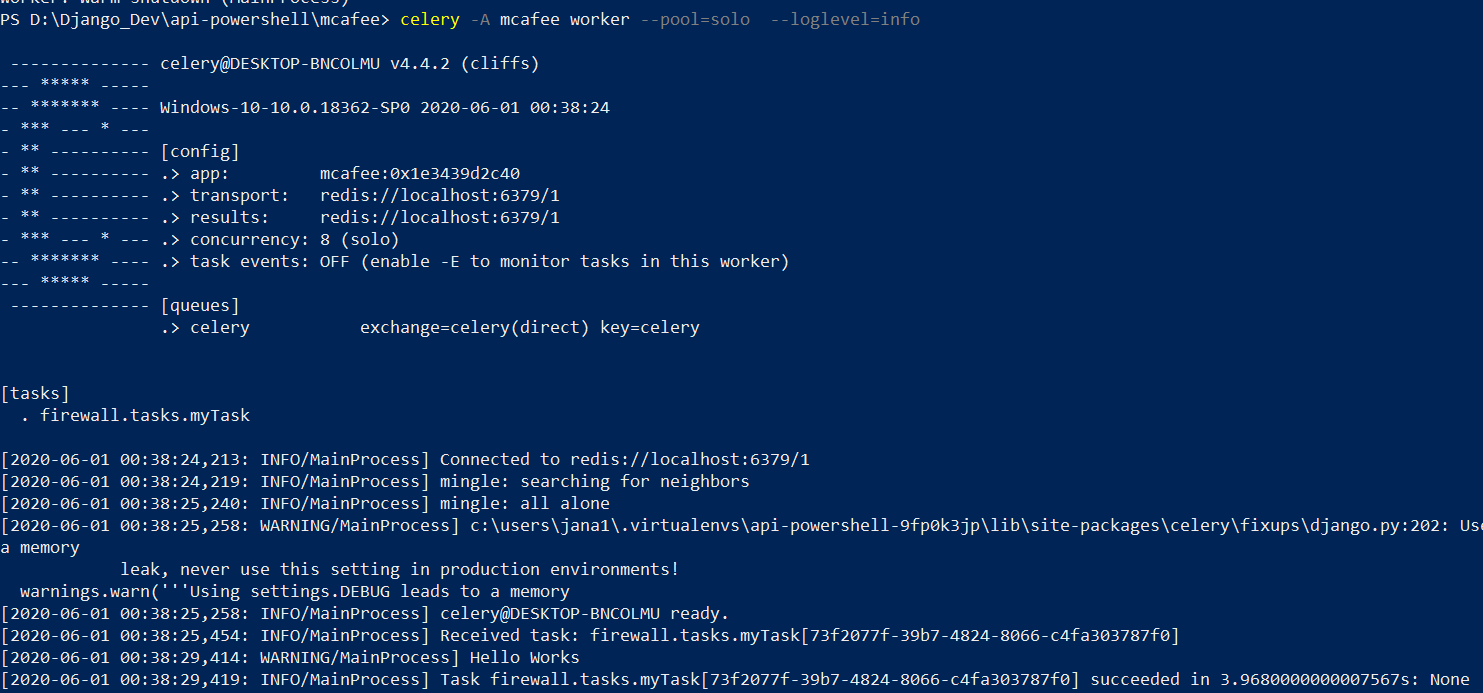 worker: Warm shutdown (MainProcess)
PS D:\Django_Dev\api-powershell\mcafee> celery -A mcafee worker --pool=solo  --loglevel=info
 -------------- celery@DESKTOP-BNCOLMU v4.4.2 (cliffs)
--- ***** -----
-- ******* ---- Windows-10-10.0.18362-SP0 2020-06-01 00:38:24
- *** --- * ---
- ** ---------- [config]
- ** ---------- .> app:         mcafee:0x1e3439d2c40
- ** ---------- .> transport:   redis://localhost:6379/1
- ** ---------- .> results:     redis://localhost:6379/1
- *** --- * --- .> concurrency: 8 (solo)
-- ******* ---- .> task events: OFF (enable -E to monitor tasks in this worker)
--- ***** -----
 -------------- [queues]
                .> celery           exchange=celery(direct) key=celery
[tasks]
  . firewall.tasks.myTask
[2020-06-01 00:38:24,213: INFO/MainProcess] Connected to redis://localhost:6379/1
[2020-06-01 00:38:24,219: INFO/MainProcess] mingle: searching for neighbors
[2020-06-01 00:38:25,240: INFO/MainProcess] mingle: all alone
[2020-06-01 00:38:25,258: WARNING/MainProcess] c:\users\jana1\.virtualenvs\api-powershell-9fp0k3jp\lib\site-packages\celery\fixups\django.py:202: Use
a memory
            leak, never use this setting in production environments!
  warnings.warn('''Using settings.DEBUG leads to a memory
[2020-06-01 00:38:25,258: INFO/MainProcess] celery@DESKTOP-BNCOLMU ready.
[2020-06-01 00:38:25,454: INFO/MainProcess] Received task: firewall.tasks.myTask[73f2077f-39b7-4824-8066-c4fa303787f0]
[2020-06-01 00:38:29,414: WARNING/MainProcess] Hello Works
[2020-06-01 00:38:29,419: INFO/MainProcess] Task firewall.tasks.myTask[73f2077f-39b7-4824-8066-c4fa303787f0] succeeded in 3.9680000000007567s: None